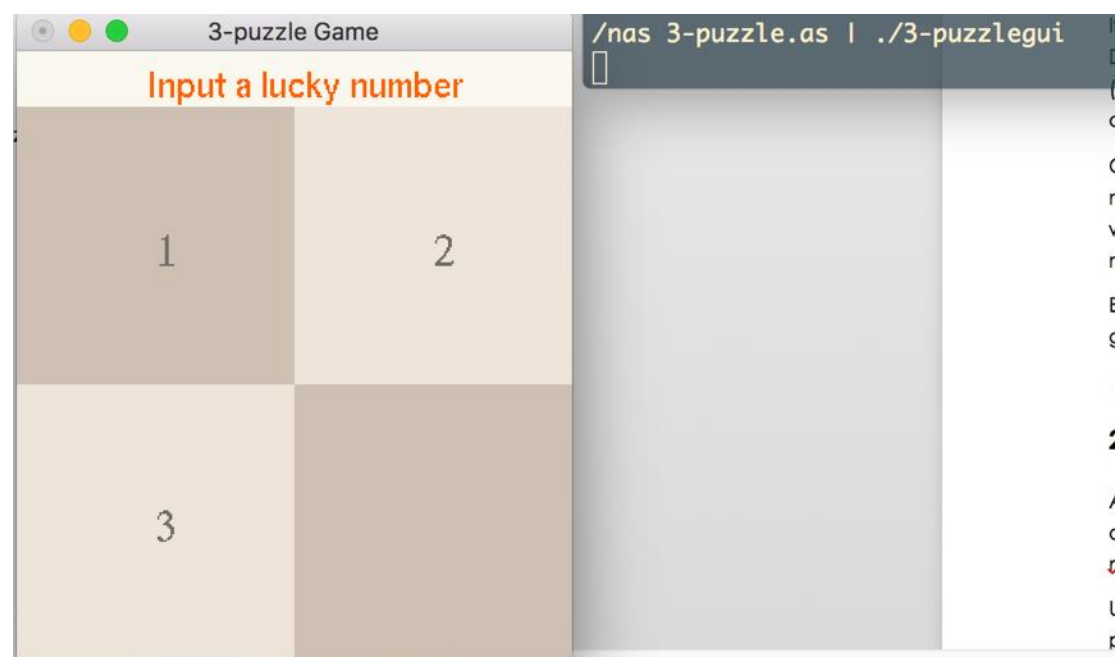 3-puzzle Game
Input a lucky number
1 2
3
/nas 3-puzzle.as | ./3-puzzlegui